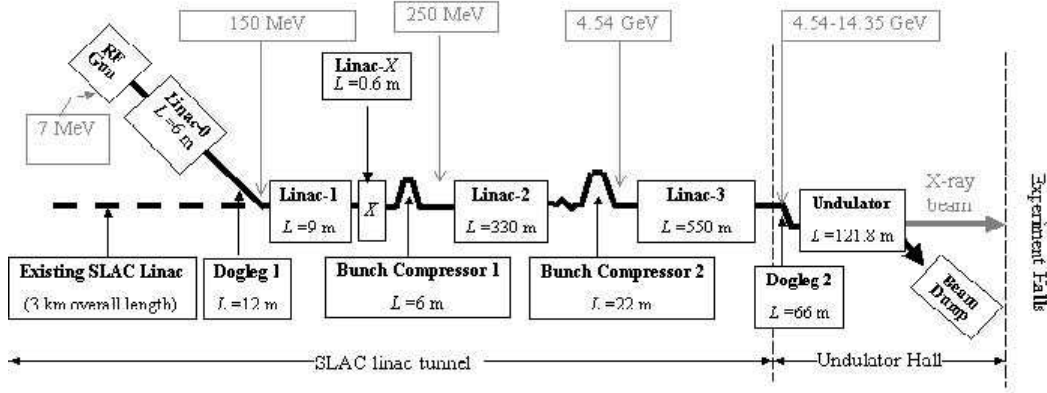 150 MeV
250 MeV
4.54 GeV
4.54-14.35 GeV
RF
Gun
Linac-X
L =0.6 m
Linac-0
L =6 m
7 MeV
Linac-1
L =9 m
X
Linac-2
L =330 m
Linac-3
L =550 m
Undulator
L =121.8 m
X-ray
beam
Existing SLAC Linac
(3 km overall length)
Dogleg 1
L =12 m
Bunch Compressor 1
L =6 m
Bunch Compressor 2
L =22 m
Dogleg 2
L =66 m
Beam
Dump
Experiment Halls
SLAC linac tunnel
Undulator Hall